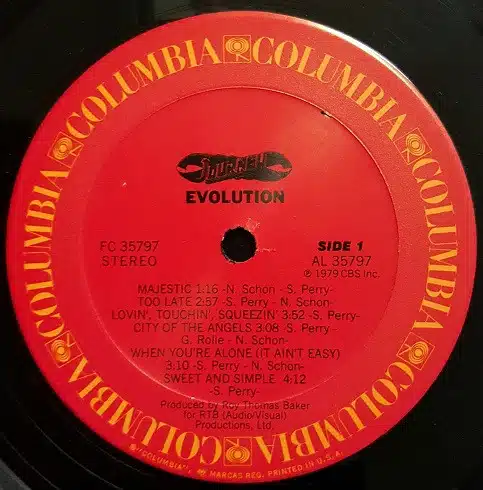 COLUMBIA COLUMBIA COLUMBIA COLUMBIA COLUMBIA COLUMBIA
JOURNEY
EVOLUTION
FC 35797
STEREO
SIDE 1
AL 35797
℗ 1979 CBS Inc.
MAJESTIC 1:16 -N. Schon -S. Perry-
TOO LATE 2:57 -S. Perry - N. Schon-
LOVIN', TOUCHIN', SQUEEZIN' 3:52 -S. Perry-
CITY OF THE ANGELS 3:08 -S. Perry-
G. Rolie - N. Schon-
WHEN YOU'RE ALONE (IT AIN'T EASY)
3:10 -S. Perry - N. Schon-
SWEET AND SIMPLE 4:12
-S. Perry-
Produced by Roy Thomas Baker
for RTB (Audio/Visual)
Productions, Ltd.
® "COLUMBIA", MARCAS REG. PRINTED IN U.S.A.